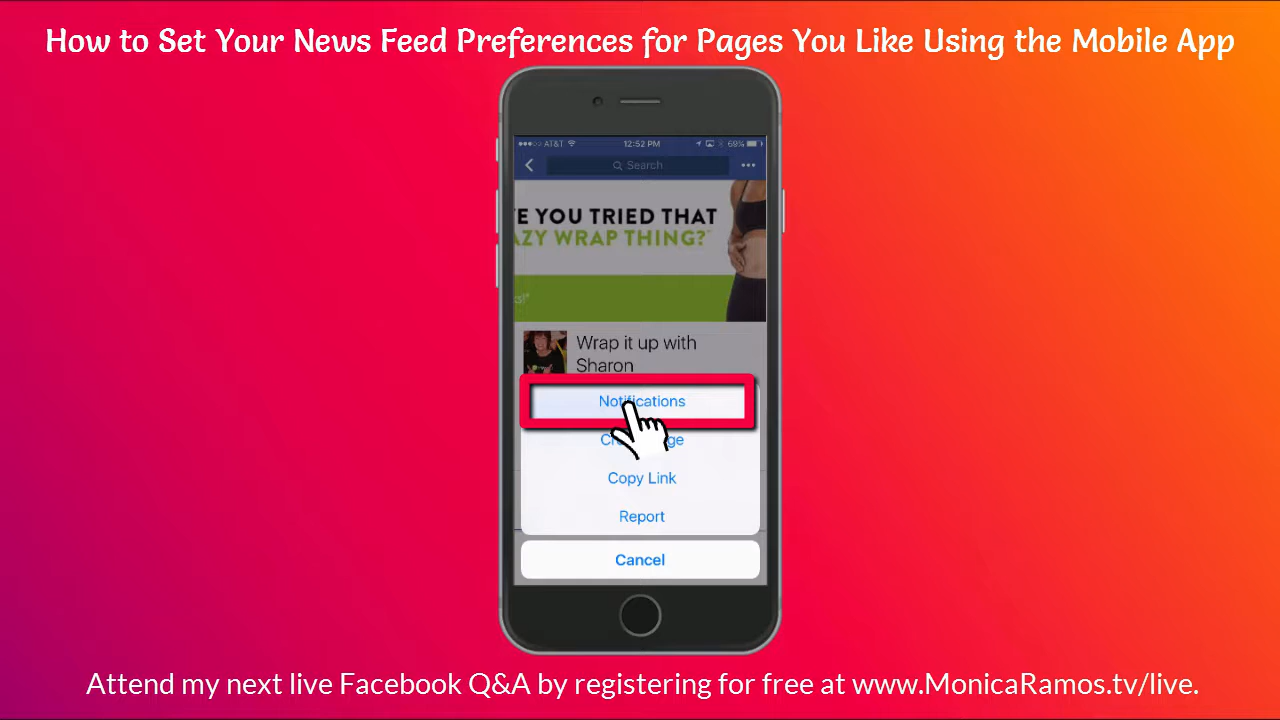 How to Set Your News Feed Preferences for Pages You Like Using the Mobile App
AT&T 12:52 PM 69%
Search
E YOU TRIED THAT
AZY WRAP THING?™
Wrap it up with
Sharon
Notifications
Copy Link
Report
Cancel
Attend my next live Facebook Q&A by registering for free at www.MonicaRamos.tv/live.